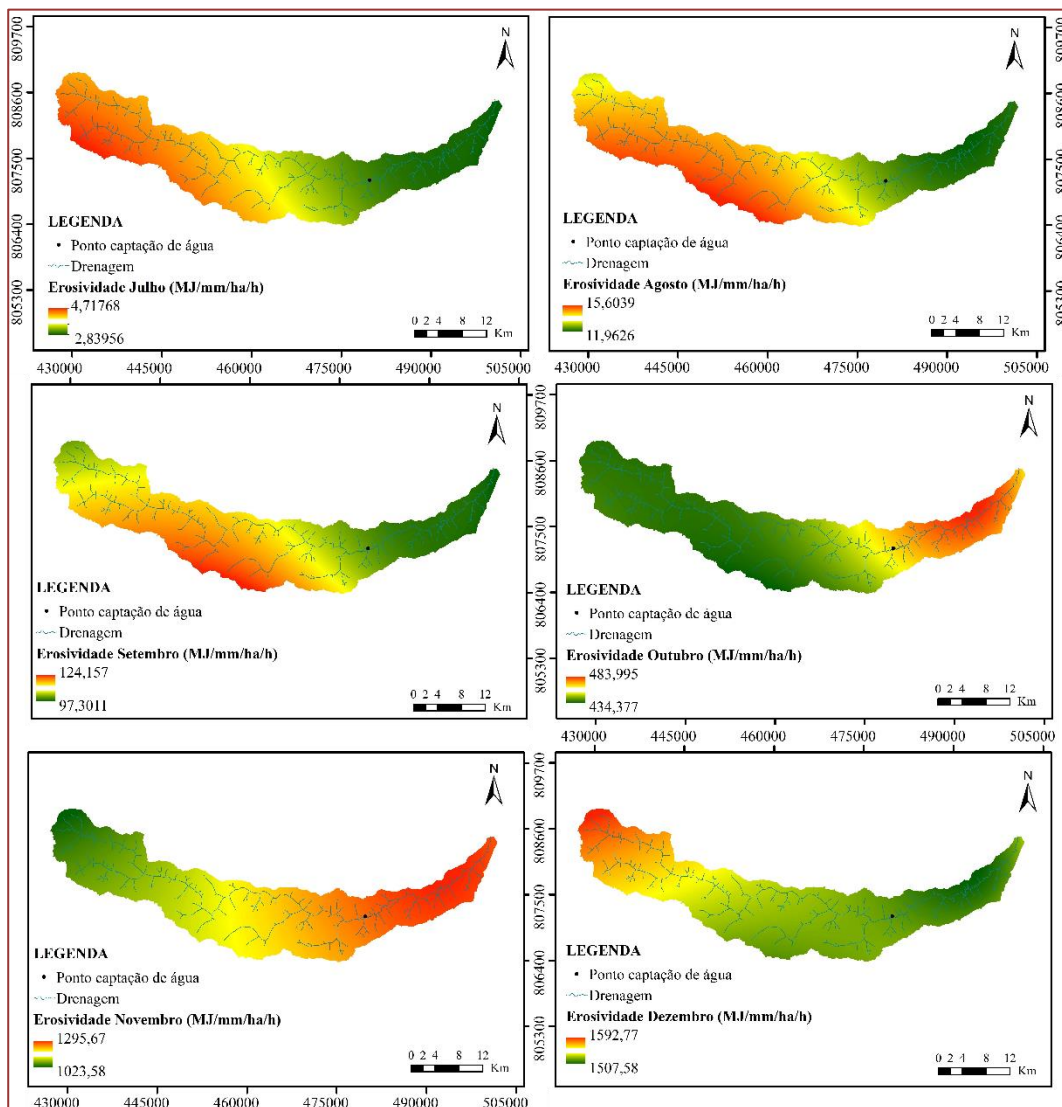 N
N
809700
808600
807500
806400
805300
LEGENDA
Ponto captação de água
Drenagem
Erosividade Julho (MJ/mm/ha/h)
4,71768
2,83956
0 2 4 8 12
Km
430000 445000 460000 475000 490000 505000
809700
808600
807500
806400
805300
LEGENDA
Ponto captação de água
Drenagem
Erosividade Agosto (MJ/mm/ha/h)
15,6039
11,9626
0 2 4 8 12
Km
430000 445000 460000 475000 490000 505000
N
N
LEGENDA
Ponto captação de água
Drenagem
Erosividade Setembro (MJ/mm/ha/h)
124,157
97,3011
0 2 4 8 12
Km
809700
808600
807500
806400
805300
LEGENDA
Ponto captação de água
Drenagem
Erosividade Outubro (MJ/mm/ha/h)
483,995
434,377
0 2 4 8 12
Km
430000 445000 460000 475000 490000 505000
N
N
LEGENDA
Ponto captação de água
Drenagem
Erosividade Novembro (MJ/mm/ha/h)
1295,67
1023,58
0 2 4 8 12
Km
430000 445000 460000 475000 490000 505000
809700
808600
807500
806400
805300
LEGENDA
Ponto captação de água
Drenagem
Erosividade Dezembro (MJ/mm/ha/h)
1592,77
1507,58
0 2 4 8 12
Km